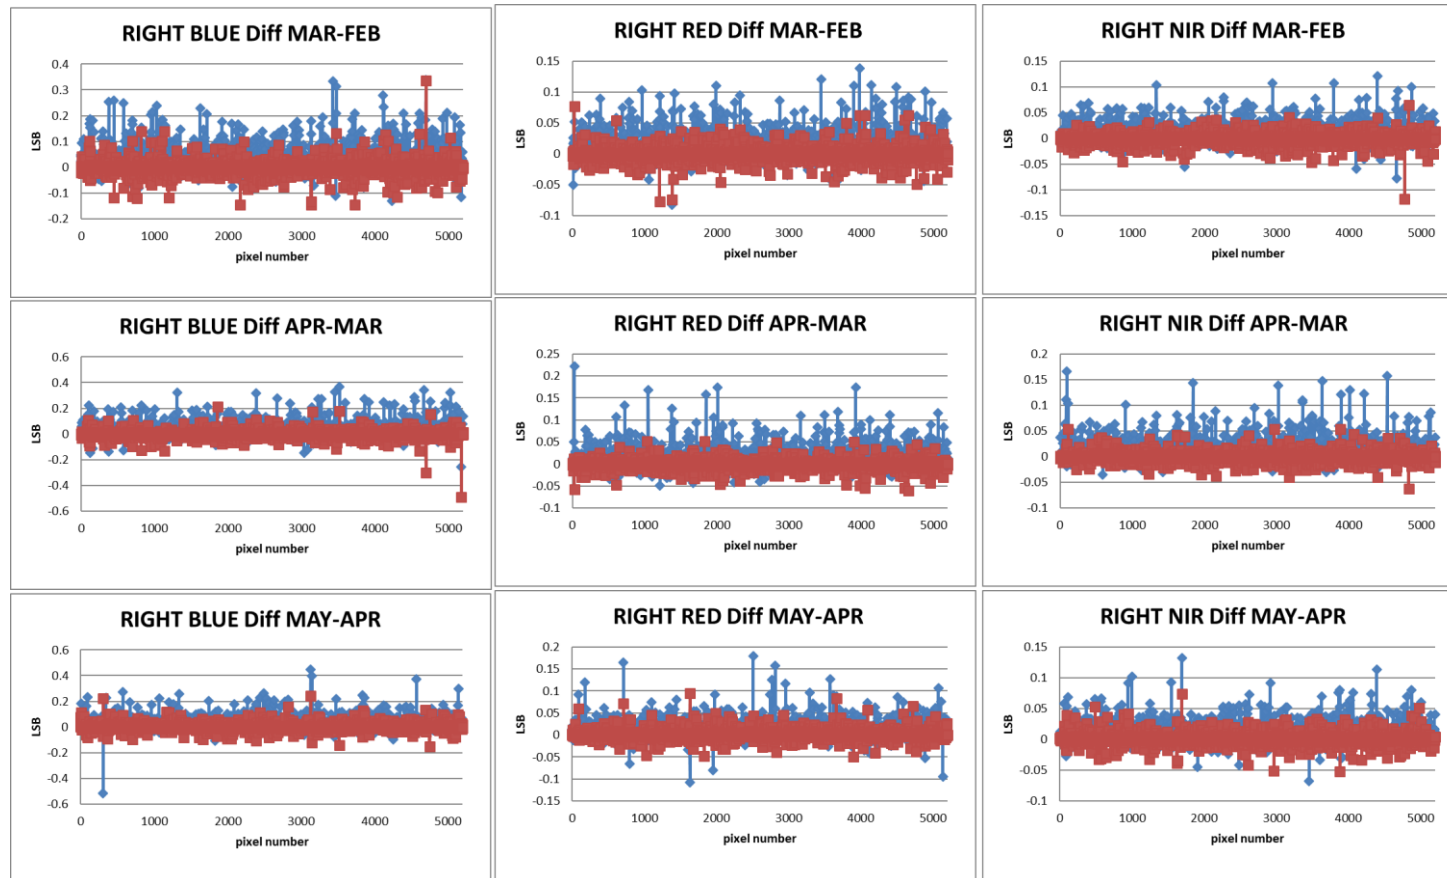 RIGHT BLUE Diff MAR-FEB
0.4
0.3
0.2
0.1
0
-0.1
-0.2
LSB
0 1000 2000 3000 4000 5000
pixel number
RIGHT RED Diff MAR-FEB
0.15
0.1
0.05
0
-0.05
-0.1
LSB
0 1000 2000 3000 4000 5000
pixel number
RIGHT NIR Diff MAR-FEB
0.15
0.1
0.05
0
-0.05
-0.1
-0.15
LSB
0 1000 2000 3000 4000 5000
pixel number
RIGHT BLUE Diff APR-MAR
0.6
0.4
0.2
0
-0.2
-0.4
-0.6
LSB
0 1000 2000 3000 4000 5000
pixel number
RIGHT RED Diff APR-MAR
0.25
0.2
0.15
0.1
0.05
0
-0.05
-0.1
LSB
0 1000 2000 3000 4000 5000
pixel number
RIGHT NIR Diff APR-MAR
0.2
0.15
0.1
0.05
0
-0.05
-0.1
LSB
0 1000 2000 3000 4000 5000
pixel number
RIGHT BLUE Diff MAY-APR
0.6
0.4
0.2
0
-0.2
-0.4
-0.6
LSB
0 1000 2000 3000 4000 5000
pixel number
RIGHT RED Diff MAY-APR
0.2
0.15
0.1
0.05
0
-0.05
-0.1
-0.15
LSB
0 1000 2000 3000 4000 5000
pixel number
RIGHT NIR Diff MAY-APR
0.15
0.1
0.05
0
-0.05
-0.1
LSB
0 1000 2000 3000 4000 5000
pixel number